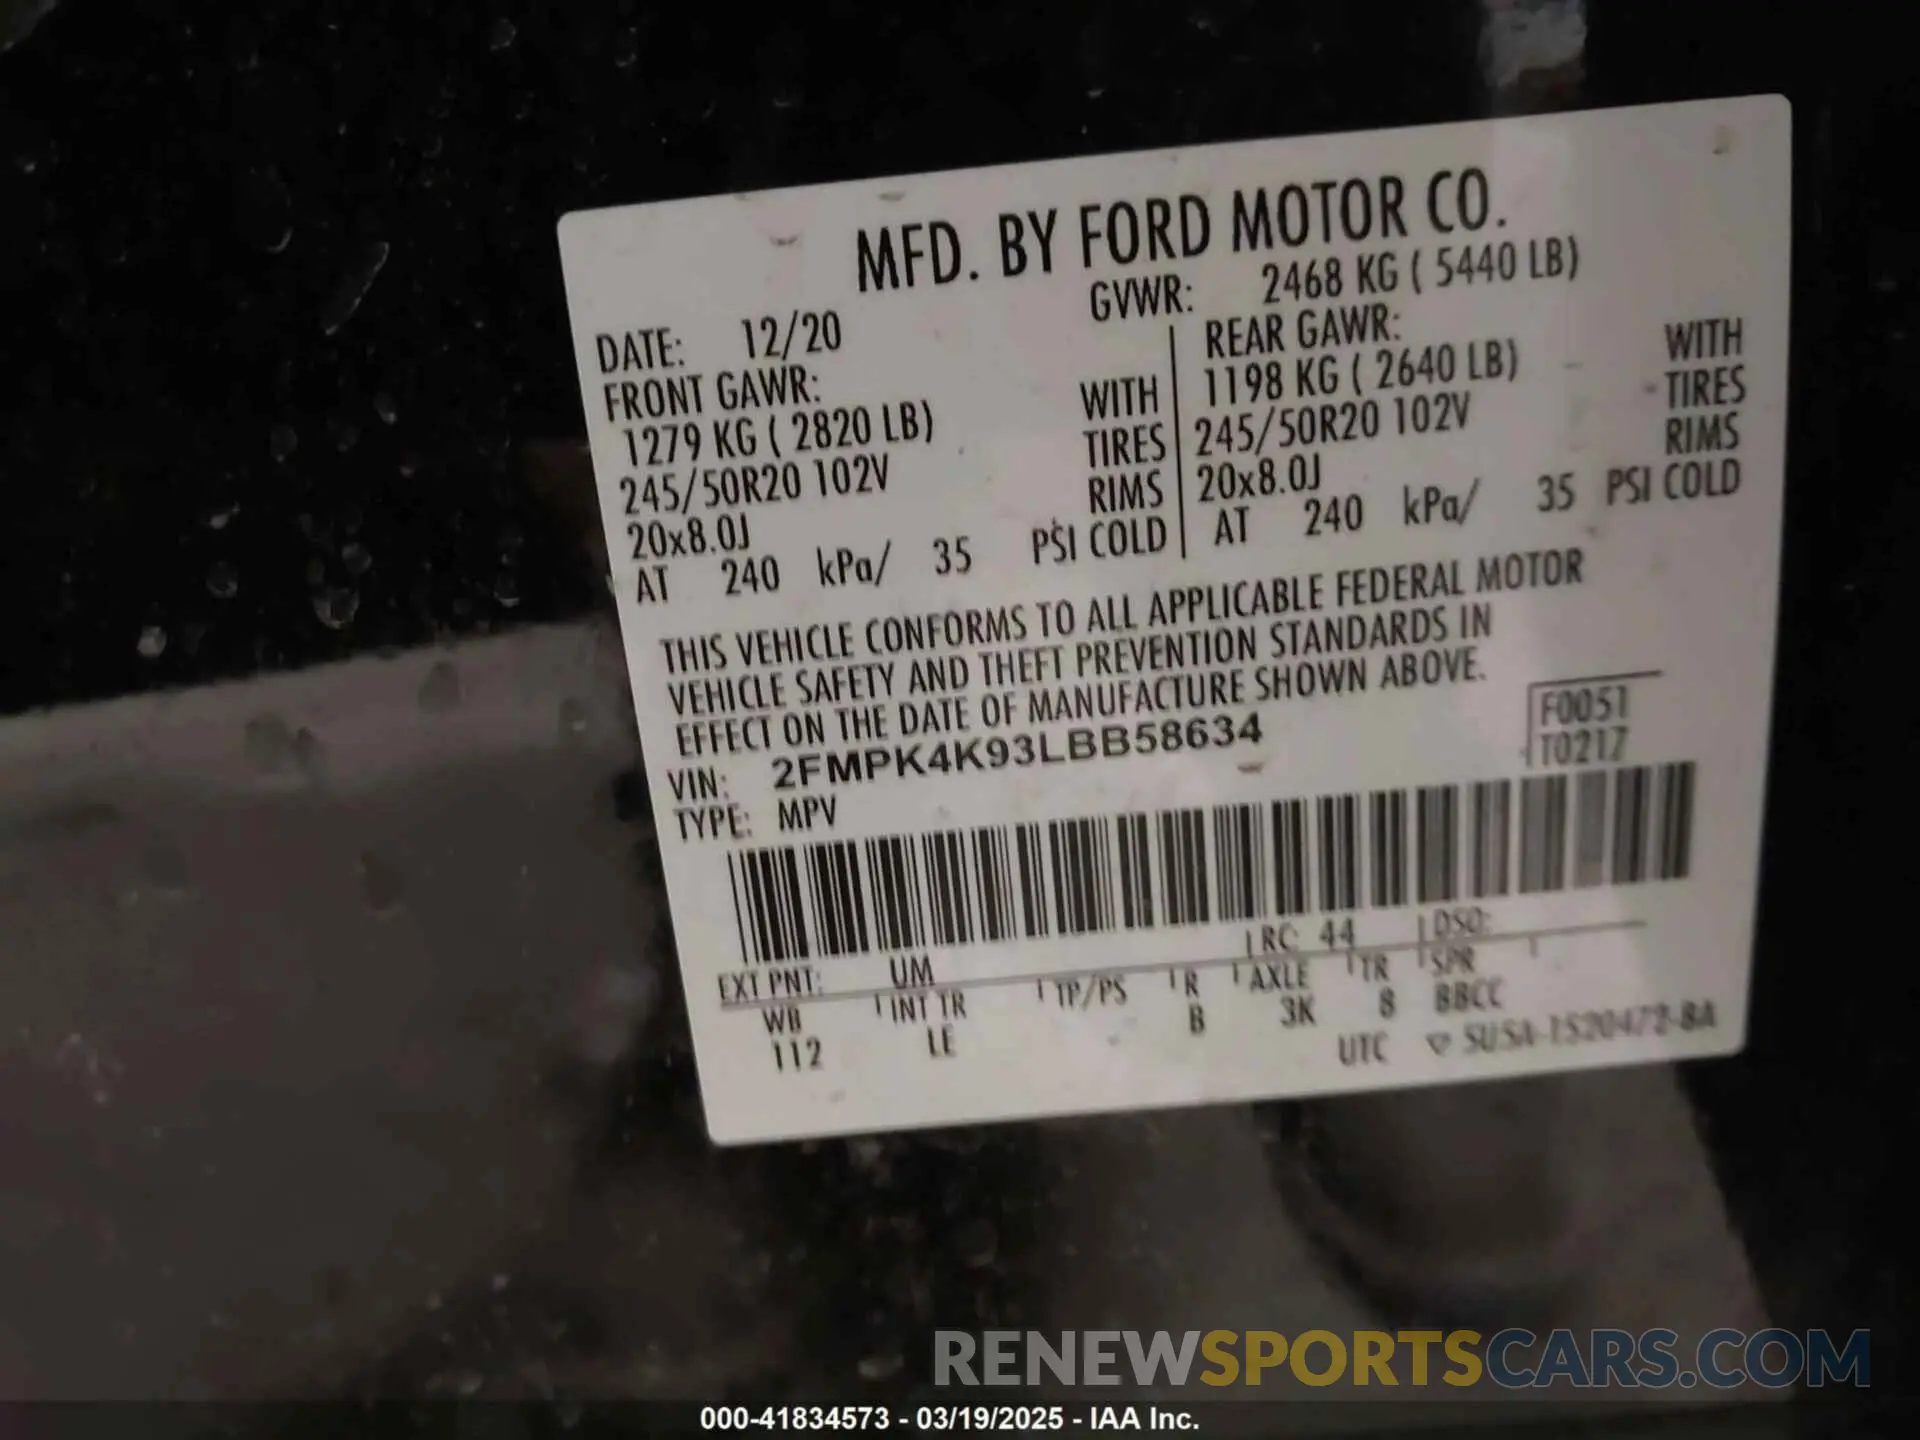 MFD. BY FORD MOTOR CO.
DATE: 12/20 GVWR: 2468 KG ( 5440 LB)
FRONT GAWR: REAR GAWR:
1279 KG ( 2820 LB) WITH 1198 KG ( 2640 LB) WITH
245/50R20 102V TIRES 245/50R20 102V TIRES
20x8.0J RIMS 20x8.0J RIMS
AT 240 kPa/ 35 PSI COLD AT 240 kPa/ 35 PSI COLD
THIS VEHICLE CONFORMS TO ALL APPLICABLE FEDERAL MOTOR
VEHICLE SAFETY AND THEFT PREVENTION STANDARDS IN
EFFECT ON THE DATE OF MANUFACTURE SHOWN ABOVE.
VIN: 2FMPK4K93LBB58634 F0051
TYPE: MPV T0217
EXT PNT: UM RC: 44 DSO:
WB INT TR TP/PS R AXLE TR SPR
112 LE B 3K 8 BBCC
UTC
RENEWSPORTSCARS.COM
000-41834573 - 03/19/2025 - IAA Inc.